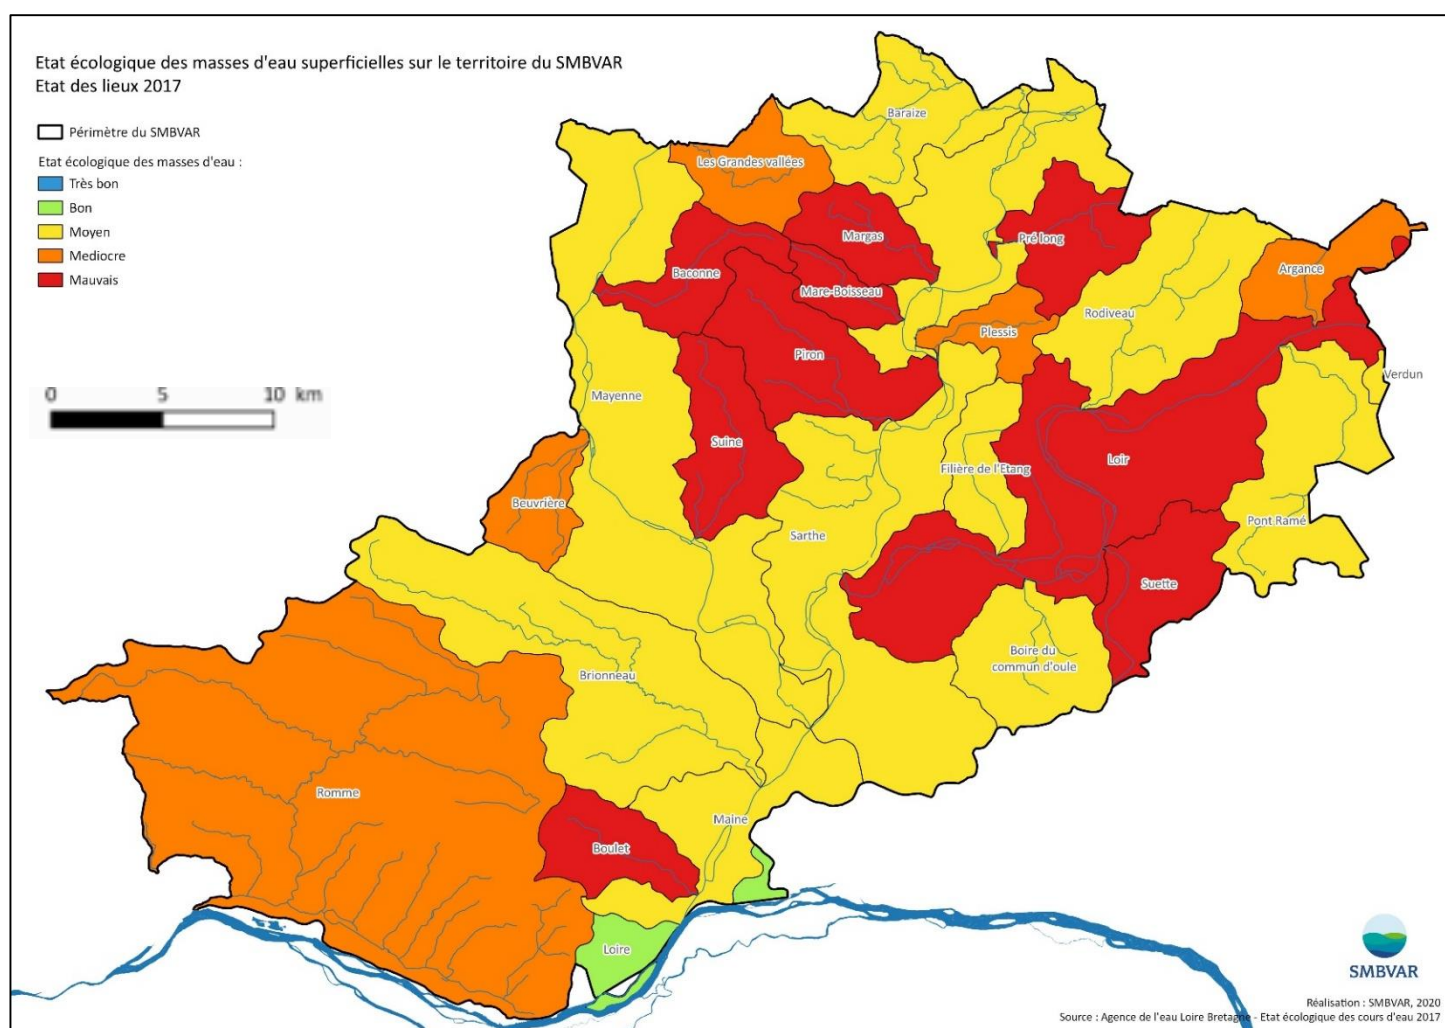 Etat écologique des masses d'eau superficielles sur le territoire du SMBVAR
Etat des lieux 2017
Périmètre du SMBVAR
Etat écologique des masses d'eau :
Très bon
Bon
Moyen
Mediocre
Mauvais
0 5 10 km
Baraize
Les Grandes vallées
Margas
Pré long
Baconne
Mare-Boisseau
Argance
Rodiveau
Plessis
Piron
Verdun
Mayenne
Suine
Filière de l'Etang
Loir
Beuvrière
Sarthe
Pont Ramé
Suette
Boire du
commun d'oule
Brionneau
Romme
Maine
Boulet
Loire
SMBVAR
Réalisation : SMBVAR, 2020
Source : Agence de l'eau Loire Bretagne - Etat écologique des cours d'eau 2017